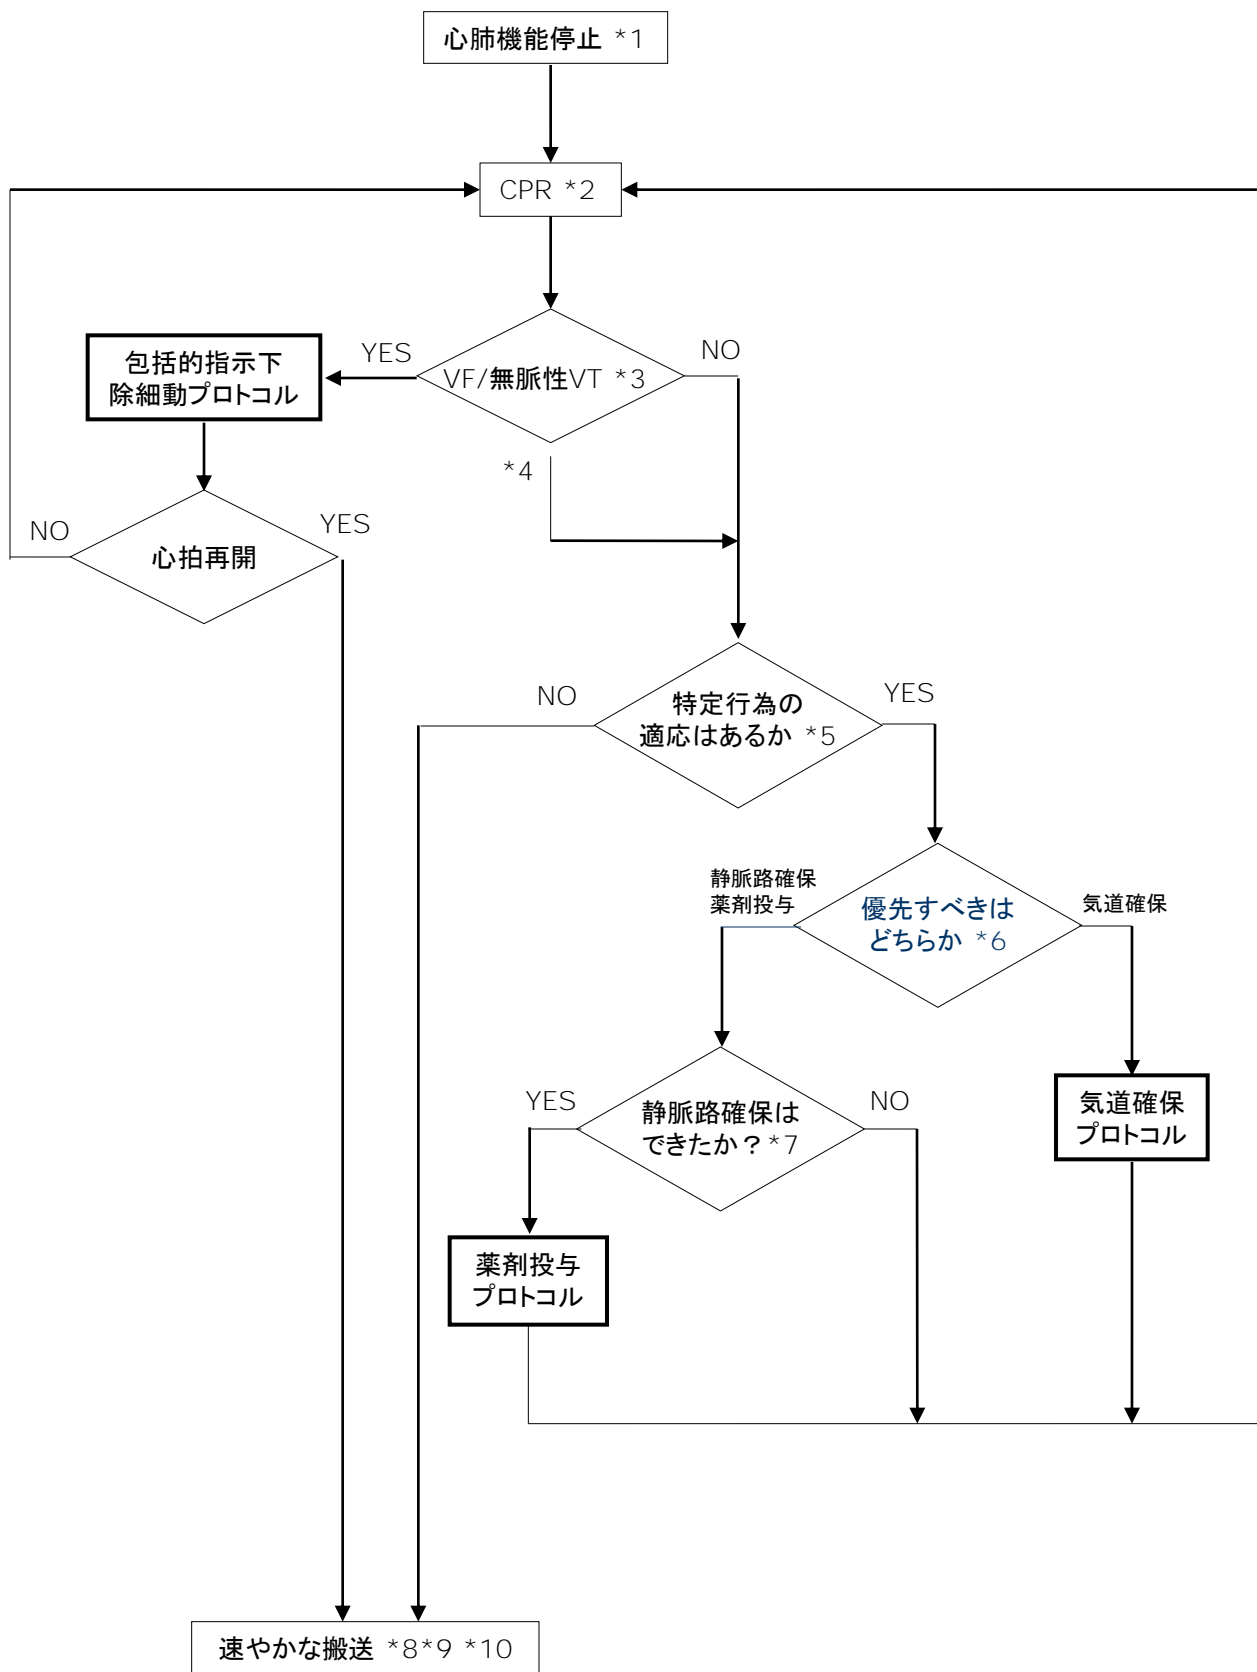 心肺機能停止 *1
CPR *2
VF/無脈性VT *3
YES
NO
包括的指示下
除細動プロトコル
*4
心拍再開
NO
YES
特定行為の
適応はあるか *5
NO
YES
優先すべきは
どちらか *6
静脈路確保
薬剤投与
気道確保
静脈路確保は
できたか？*7
YES
NO
気道確保
プロトコル
薬剤投与
プロトコル
速やかな搬送 *8*9 *10